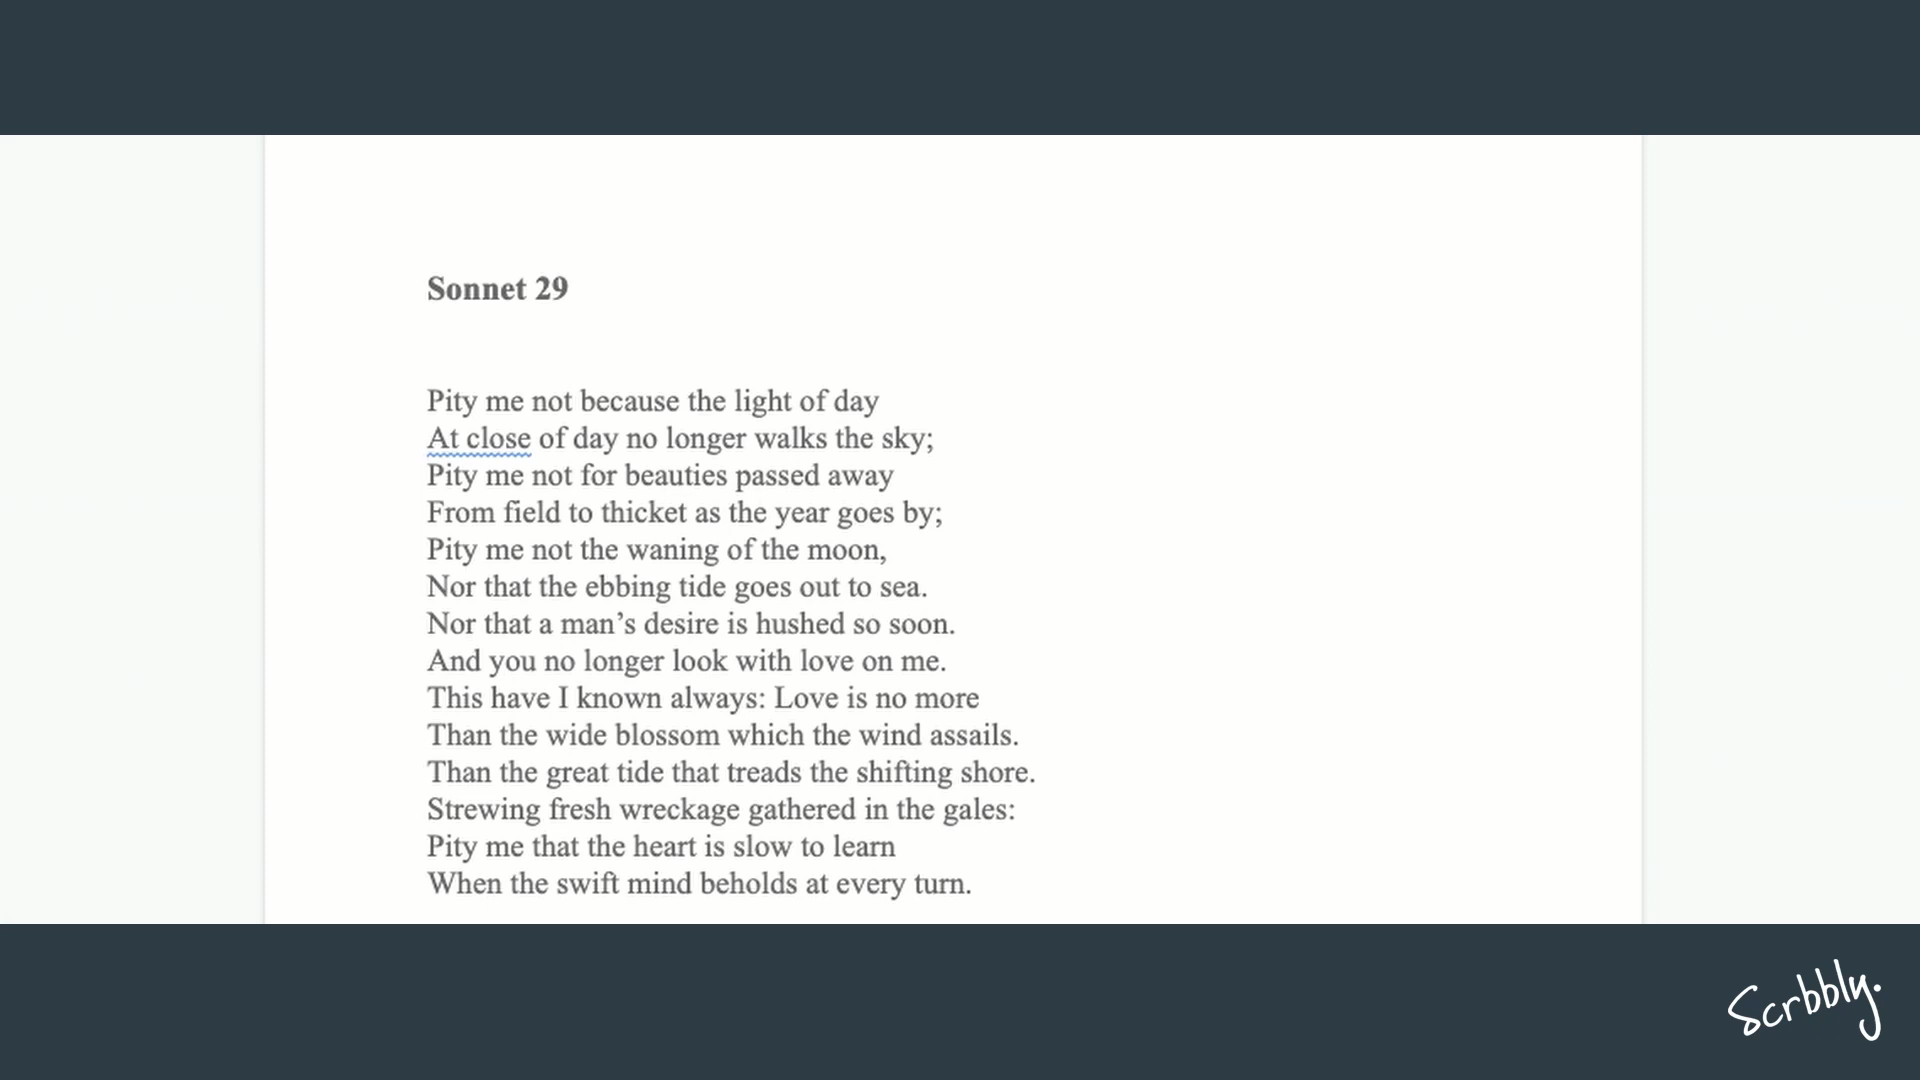 Sonnet 29
Pity me not because the light of day
At close of day no longer walks the sky;
Pity me not for beauties passed away
From field to thicket as the year goes by;
Pity me not the waning of the moon,
Nor that the ebbing tide goes out to sea.
Nor that a man’s desire is hushed so soon.
And you no longer look with love on me.
This have I known always: Love is no more
Than the wide blossom which the wind assails.
Than the great tide that treads the shifting shore.
Strewing fresh wreckage gathered in the gales:
Pity me that the heart is slow to learn
When the swift mind beholds at every turn.
Scrbbly.